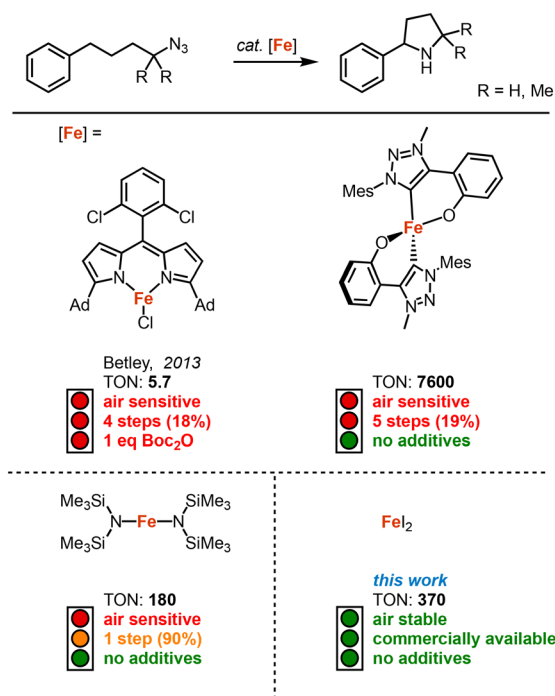 N3
R R
cat. [Fe]
N
H
R
R
R = H, Me
[Fe] =
Cl Cl
N N
Fe
Cl
Ad Ad
N N N
Mes
O
Fe
O
Mes
N
N
N
Betley, 2013
TON: 5.7
air sensitive
4 steps (18%)
1 eq Boc2O
TON: 7600
air sensitive
5 steps (19%)
no additives
Me3Si SiMe3
N Fe N
Me3Si SiMe3
FeI2
this work
TON: 180
air sensitive
1 step (90%)
no additives
TON: 370
air stable
commercially available
no additives